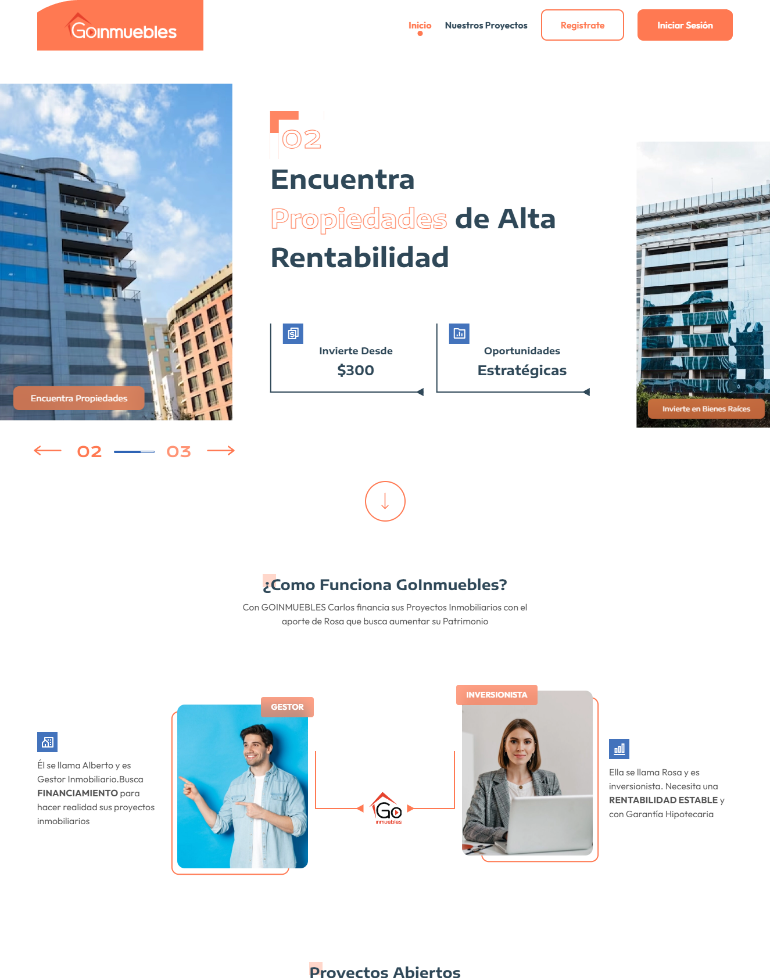 GoInmuebles
Inicio
Nuestros Proyectos
Registrate
Iniciar Sesión
02
Encuentra
Propiedades de Alta
Rentabilidad
Invierte Desde
$300
Oportunidades
Estratégicas
Encuentra Propiedades
Invierte en Bienes Raíces
02
03
¿Como Funciona GoInmuebles?
Con GOINMUEBLES Carlos financia sus Proyectos Inmobiliarios con el
aporte de Rosa que busca aumentar su Patrimonio
GESTOR
INVERSIONISTA
Él se llama Alberto y es
Gestor Inmobiliario.Busca
FINANCIAMIENTO para
hacer realidad sus proyectos
inmobiliarios
Go
inmuebles
Ella se llama Rosa y es
inversionista. Necesita una
RENTABILIDAD ESTABLE y
con Garantía Hipotecaria
Proyectos Abiertos